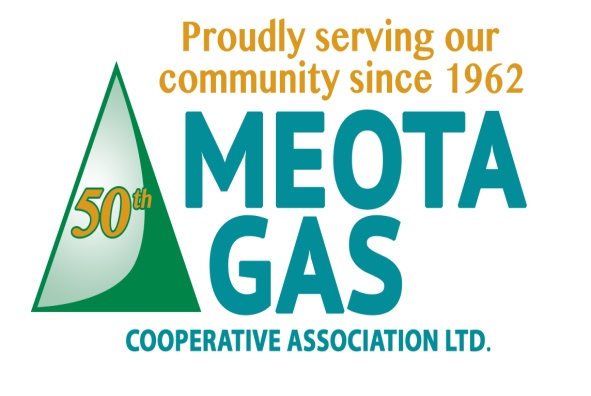 Proudly serving our
community since 1962
50th
MEOTA
GAS
COOPERATIVE ASSOCIATION LTD.